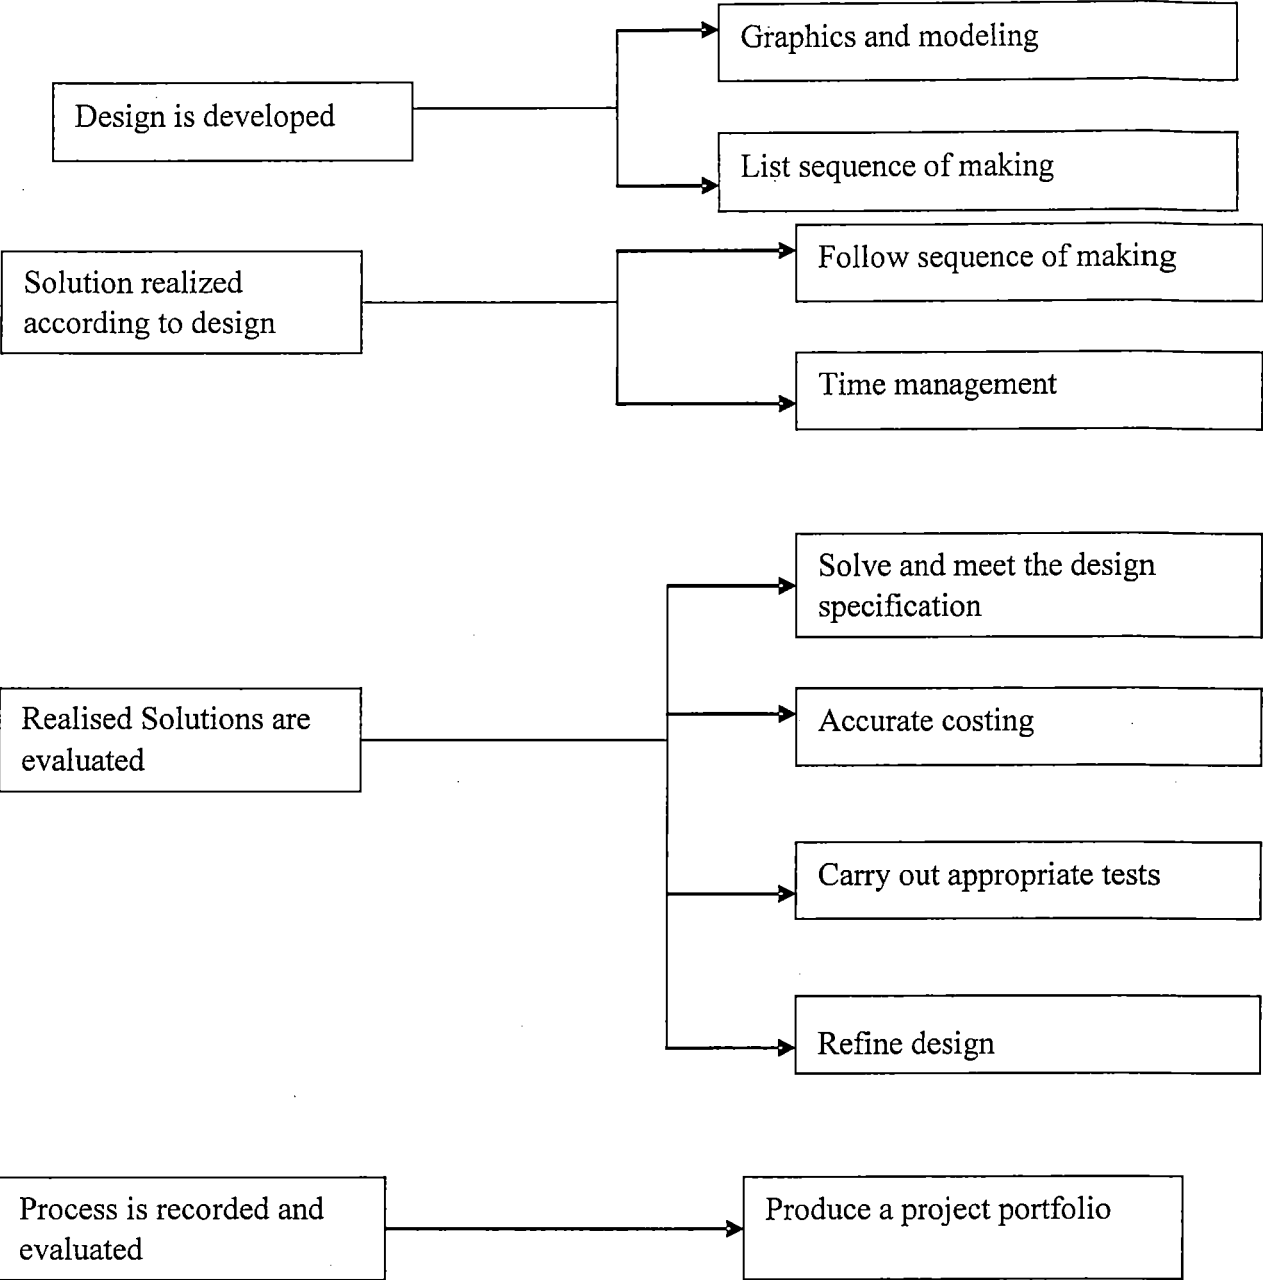 Graphics and modeling
Design is developed
List sequence of making
Follow sequence of making
Solution realized
according to design
Time management
Solve and meet the design
specification
Realised Solutions are
evaluated
Accurate costing
Carry out appropriate tests
Refine design
Process is recorded and
evaluated
Produce a project portfolio